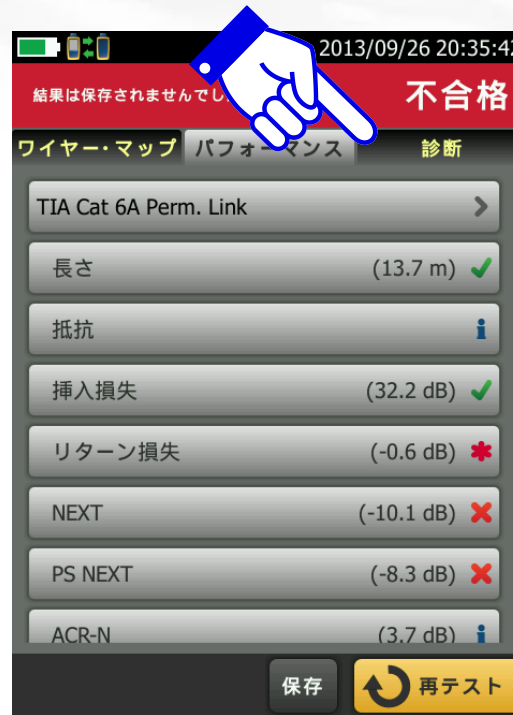 2013/09/26 20:35:42
結果は保存されませんでし
不合格
ワイヤー・マップ パフォーマンス 診断
TIA Cat 6A Perm. Link
長さ (13.7 m)
抵抗
挿入損失 (32.2 dB)
リターン損失 (-0.6 dB)
NEXT (-10.1 dB)
PS NEXT (-8.3 dB)
ACR-N (3.7 dB)
保存 再テスト